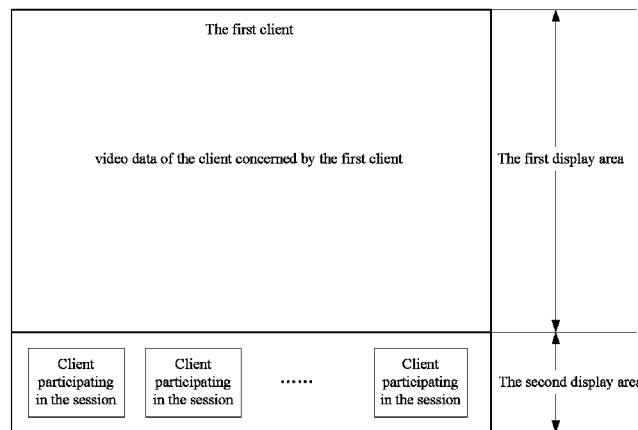 The first client
video data of the client concerned by the first client
The first display area
Client
participating
in the session
Client
participating
in the session
......
Client
participating
in the session
The second display area